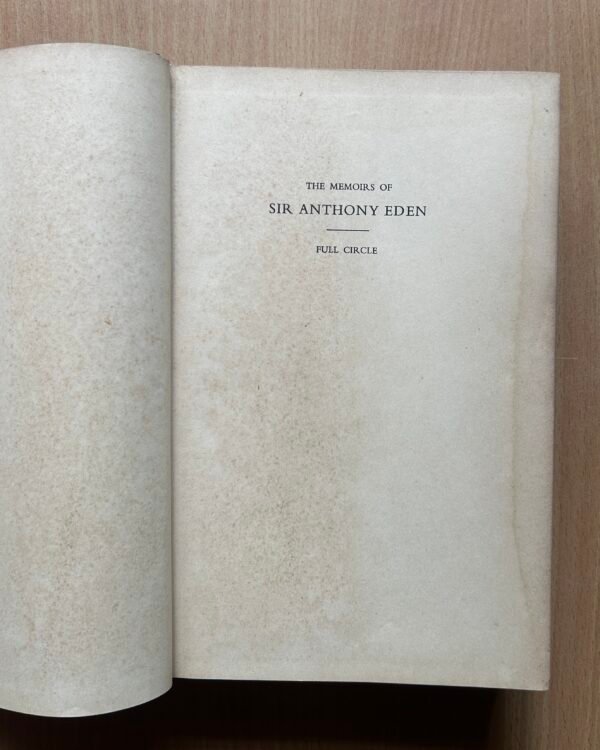 THE MEMOIRS OF
SIR ANTHONY EDEN
FULL CIRCLE